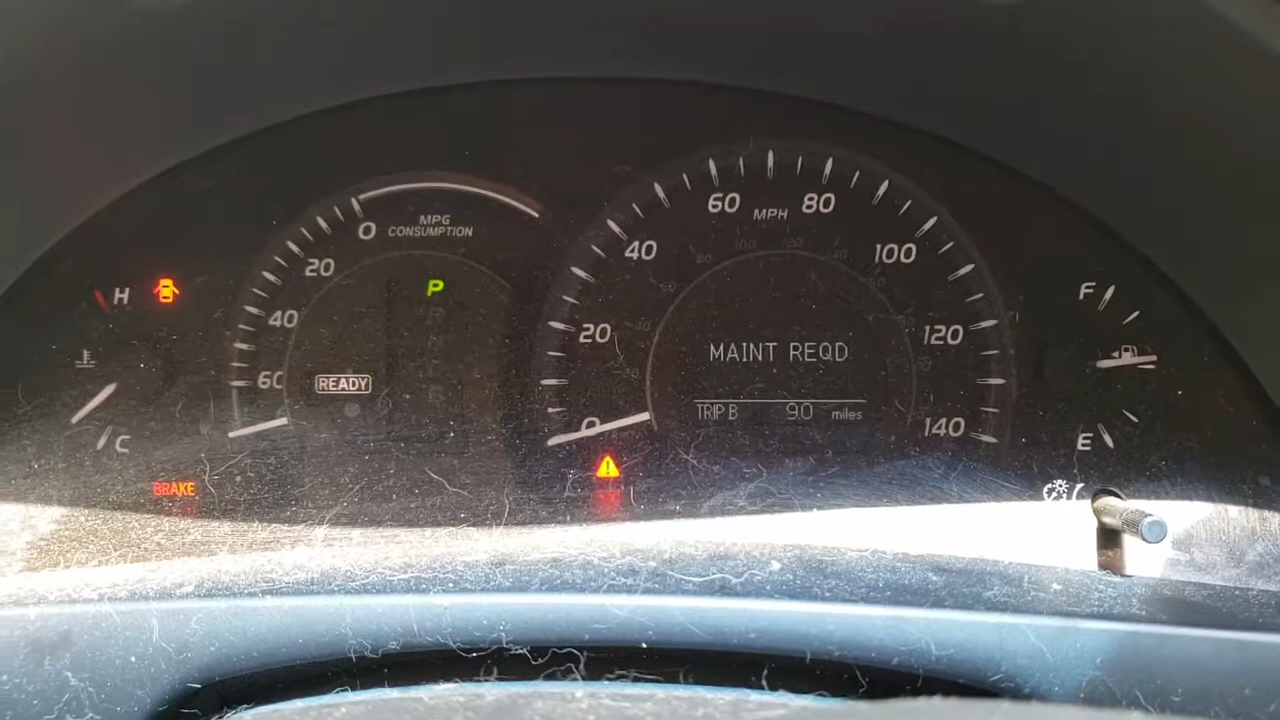 H
C
BRAKE
0
20
40
60
MPG
CONSUMPTION
READY
P
R
0
20
40
60
80
100
120
140
MPH
MAINT REQD
TRIP B 90 miles
F
E